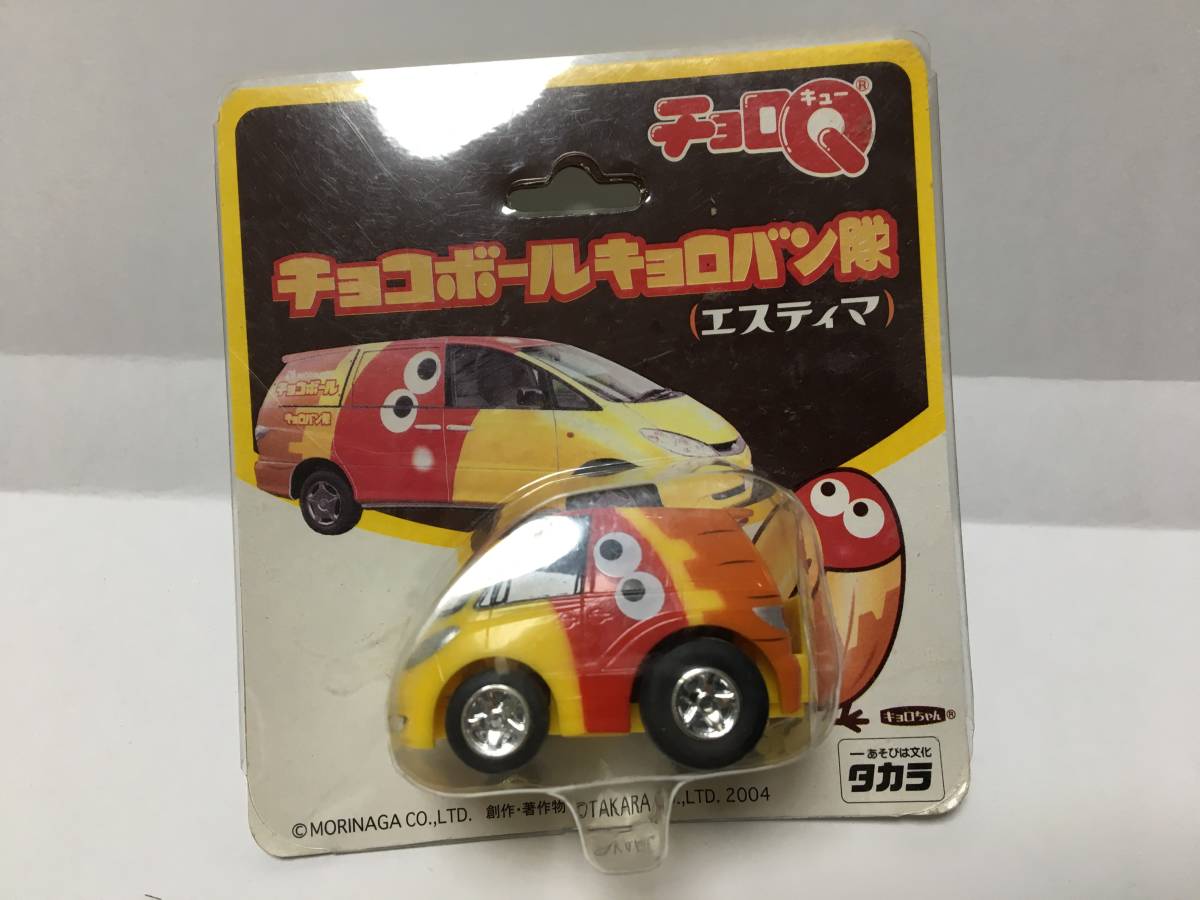 チョロQ®
キュー
チョコボールキョロバン隊
(エスティマ)
チョコボール
キョロバン隊
キョロちゃん®
ーあそびは文化
タカラ
©MORINAGA CO.,LTD. 創作・著作物 ©TAKARA CO.,LTD. 2004